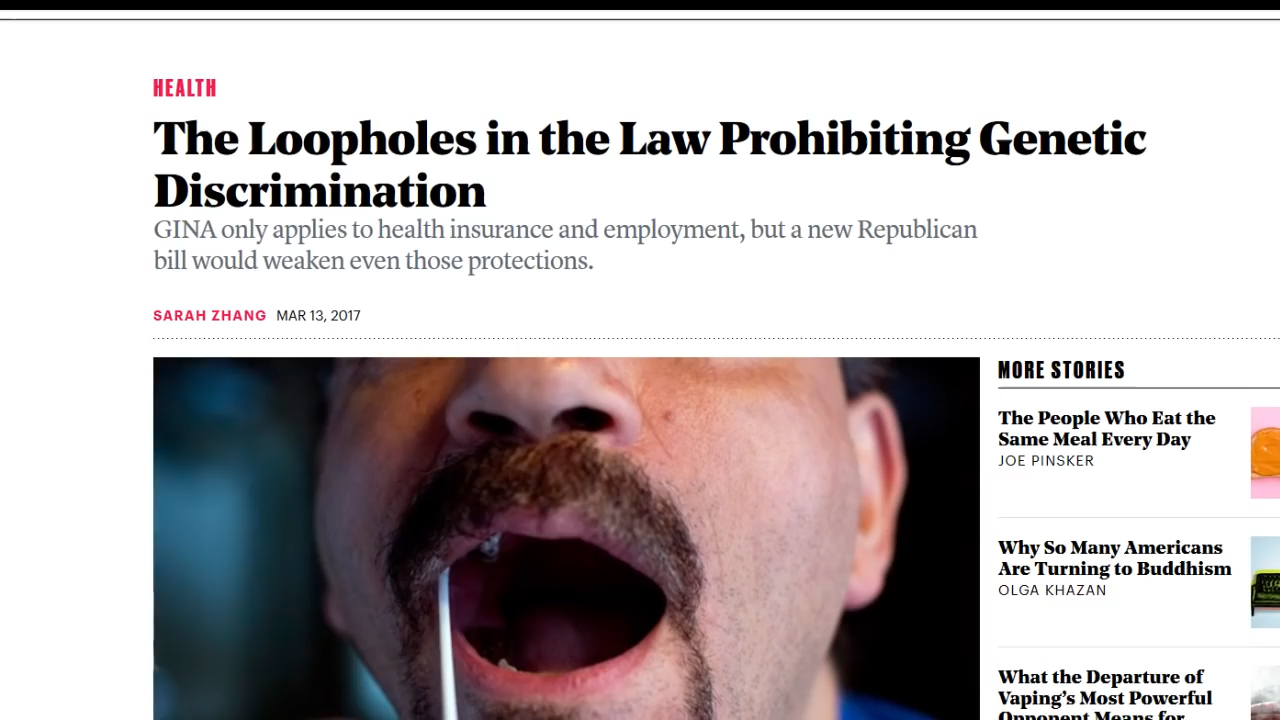 HEALTH
The Loopholes in the Law Prohibiting Genetic
Discrimination
GINA only applies to health insurance and employment, but a new Republican
bill would weaken even those protections.
SARAH ZHANG MAR 13, 2017
MORE STORIES
The People Who Eat the
Same Meal Every Day
JOE PINSKER
Why So Many Americans
Are Turning to Buddhism
OLGA KHAZAN
What the Departure of
Vaping’s Most Powerful
Opponent Means for